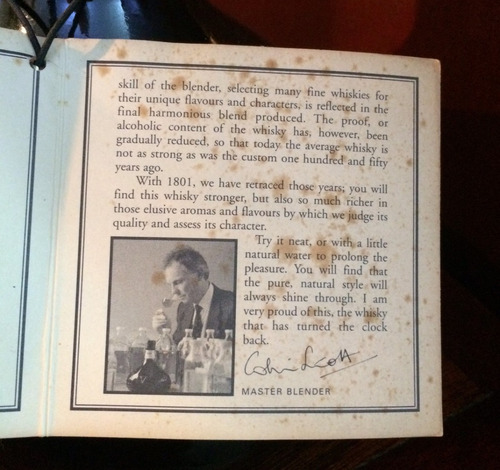 skill of the blender, selecting many fine whiskies for
their unique flavours and characters, is reflected in the
final harmonious blend produced. The proof, or
alcoholic content of the whisky has, however, been
gradually reduced, so that today the average whisky is
not as strong as was the custom one hundred and fifty
years ago.
With 1801, we have retraced those years; you will
find this whisky stronger, but also so much richer in
those elusive aromas and flavours by which we judge its
quality and assess its character.
Try it neat, or with a little
natural water to prolong the
pleasure. You will find that
the pure, natural style will
always shine through. I am
very proud of this, the whisky
that has turned the clock
back.
Colin Scott
MASTER BLENDER